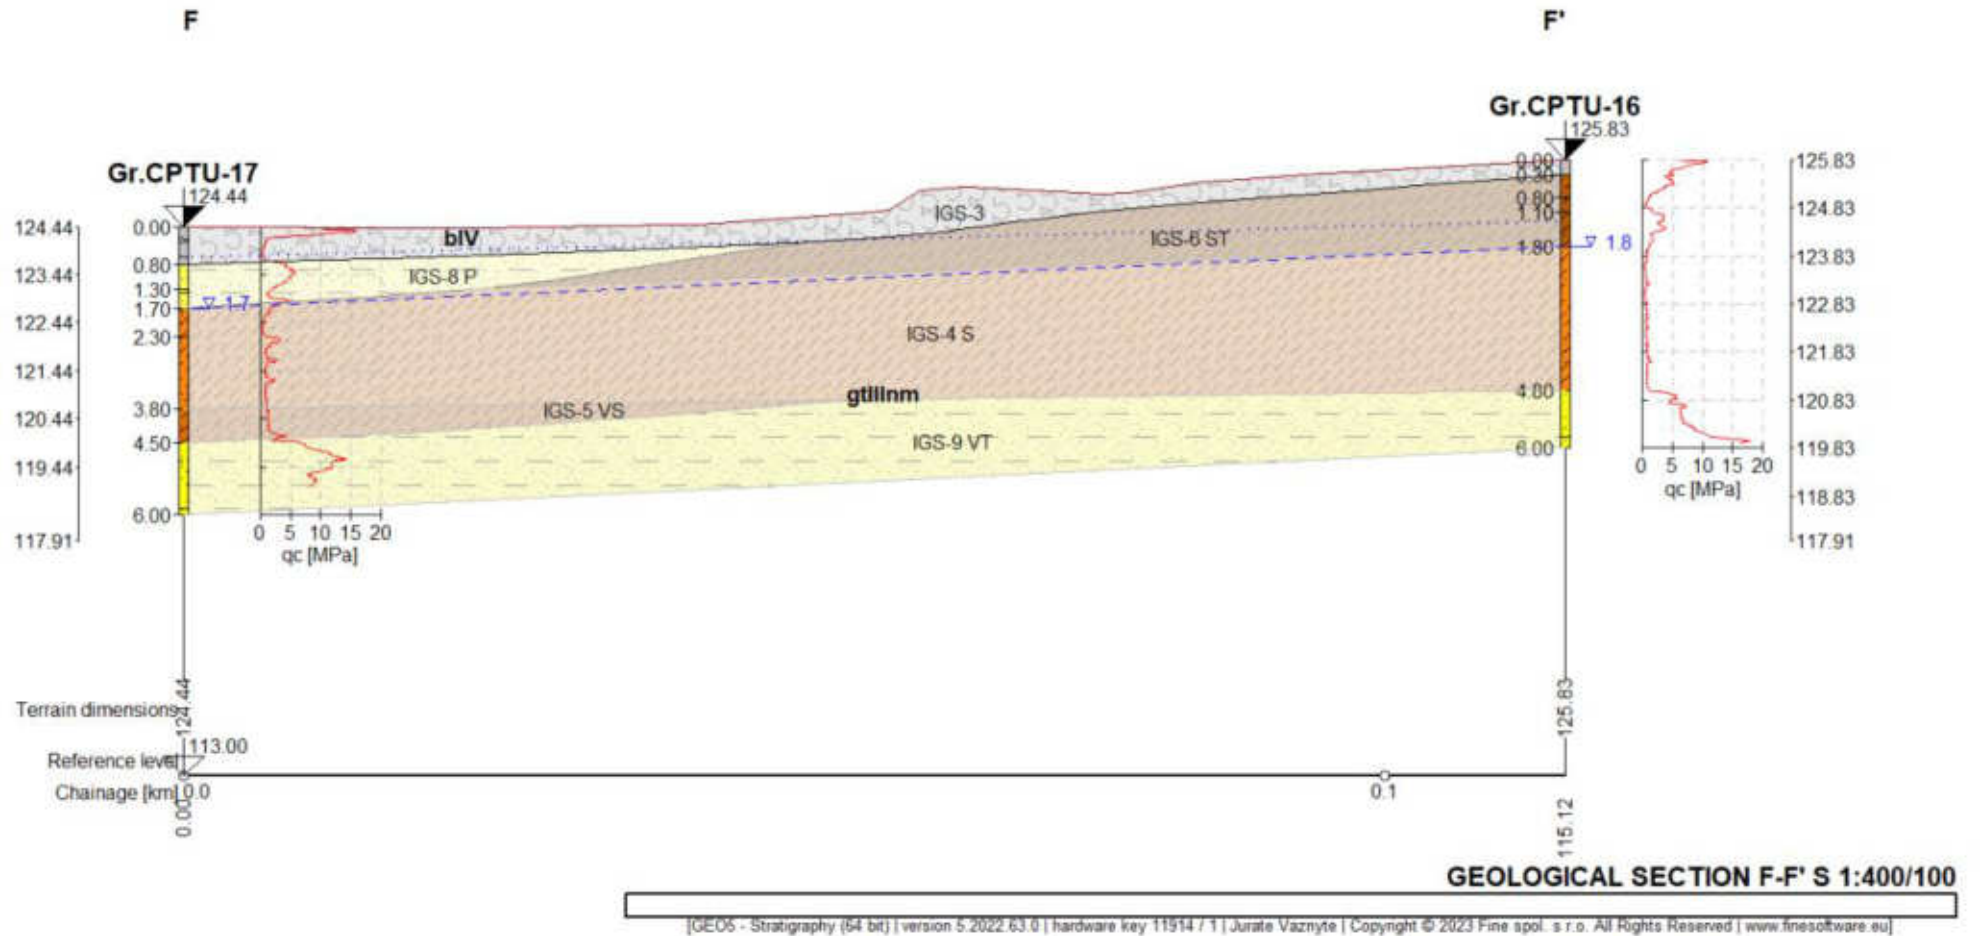 F
F'
Gr.CPTU-16
125.83
Gr.CPTU-17
124.44
0.00
0.30
0.80
1.10
1.80
4.00
6.00
1.8
125.83
124.83
123.83
122.83
121.83
120.83
119.83
118.83
117.91
0 5 10 15 20
qc [MPa]
124.44
123.44
122.44
121.44
120.44
119.44
117.91
0.00
0.80
1.30
1.70
2.30
3.80
4.50
6.00
1.7
0 5 10 15 20
qc [MPa]
IGS-3
bIV
IGS-6 ST
IGS-8 P
IGS-4 S
gtIIInm
IGS-5 VS
IGS-9 VT
Terrain dimensions
124.44
125.83
Reference level
113.00
Chainage [km]
0.0
0.1
0.00
115.12
GEOLOGICAL SECTION F-F' S 1:400/100
[GEO5 - Stratigraphy (64 bit) | version 5.2022.63.0 | hardware key 11914 / 1 | Jurate Vaznyte | Copyright © 2023 Fine spol. s r.o. All Rights Reserved | www.finesoftware.eu]